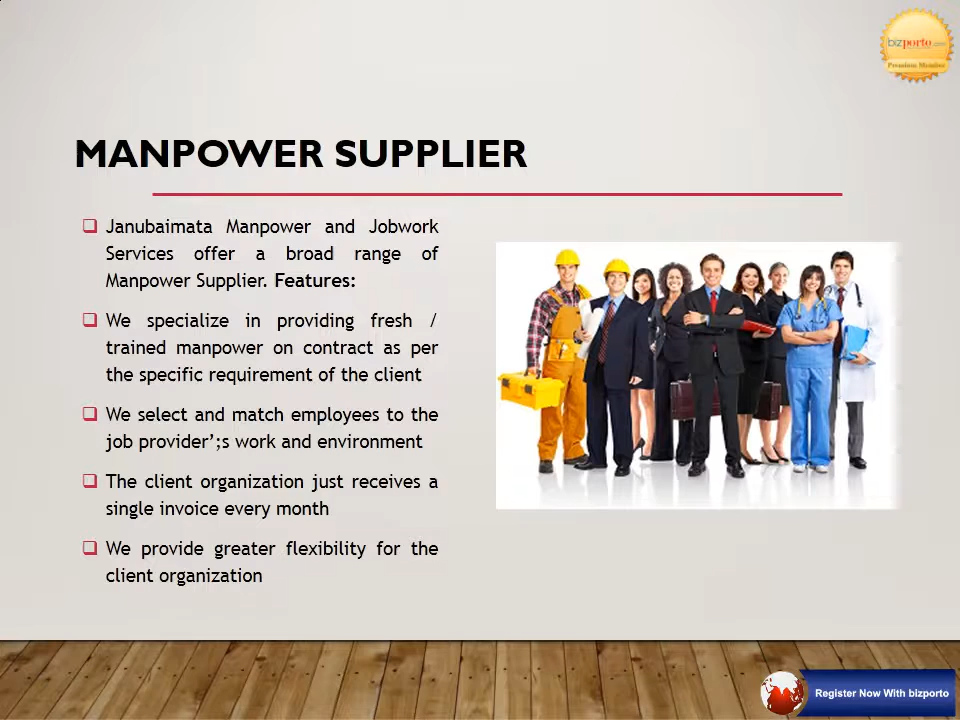 bizporto.com
Premium Member
MANPOWER SUPPLIER
Janubaimata Manpower and Jobwork
Services offer a broad range of
Manpower Supplier. Features:
We specialize in providing fresh /
trained manpower on contract as per
the specific requirement of the client
We select and match employees to the
job provider’;s work and environment
The client organization just receives a
single invoice every month
We provide greater flexibility for the
client organization
Register Now With bizporto